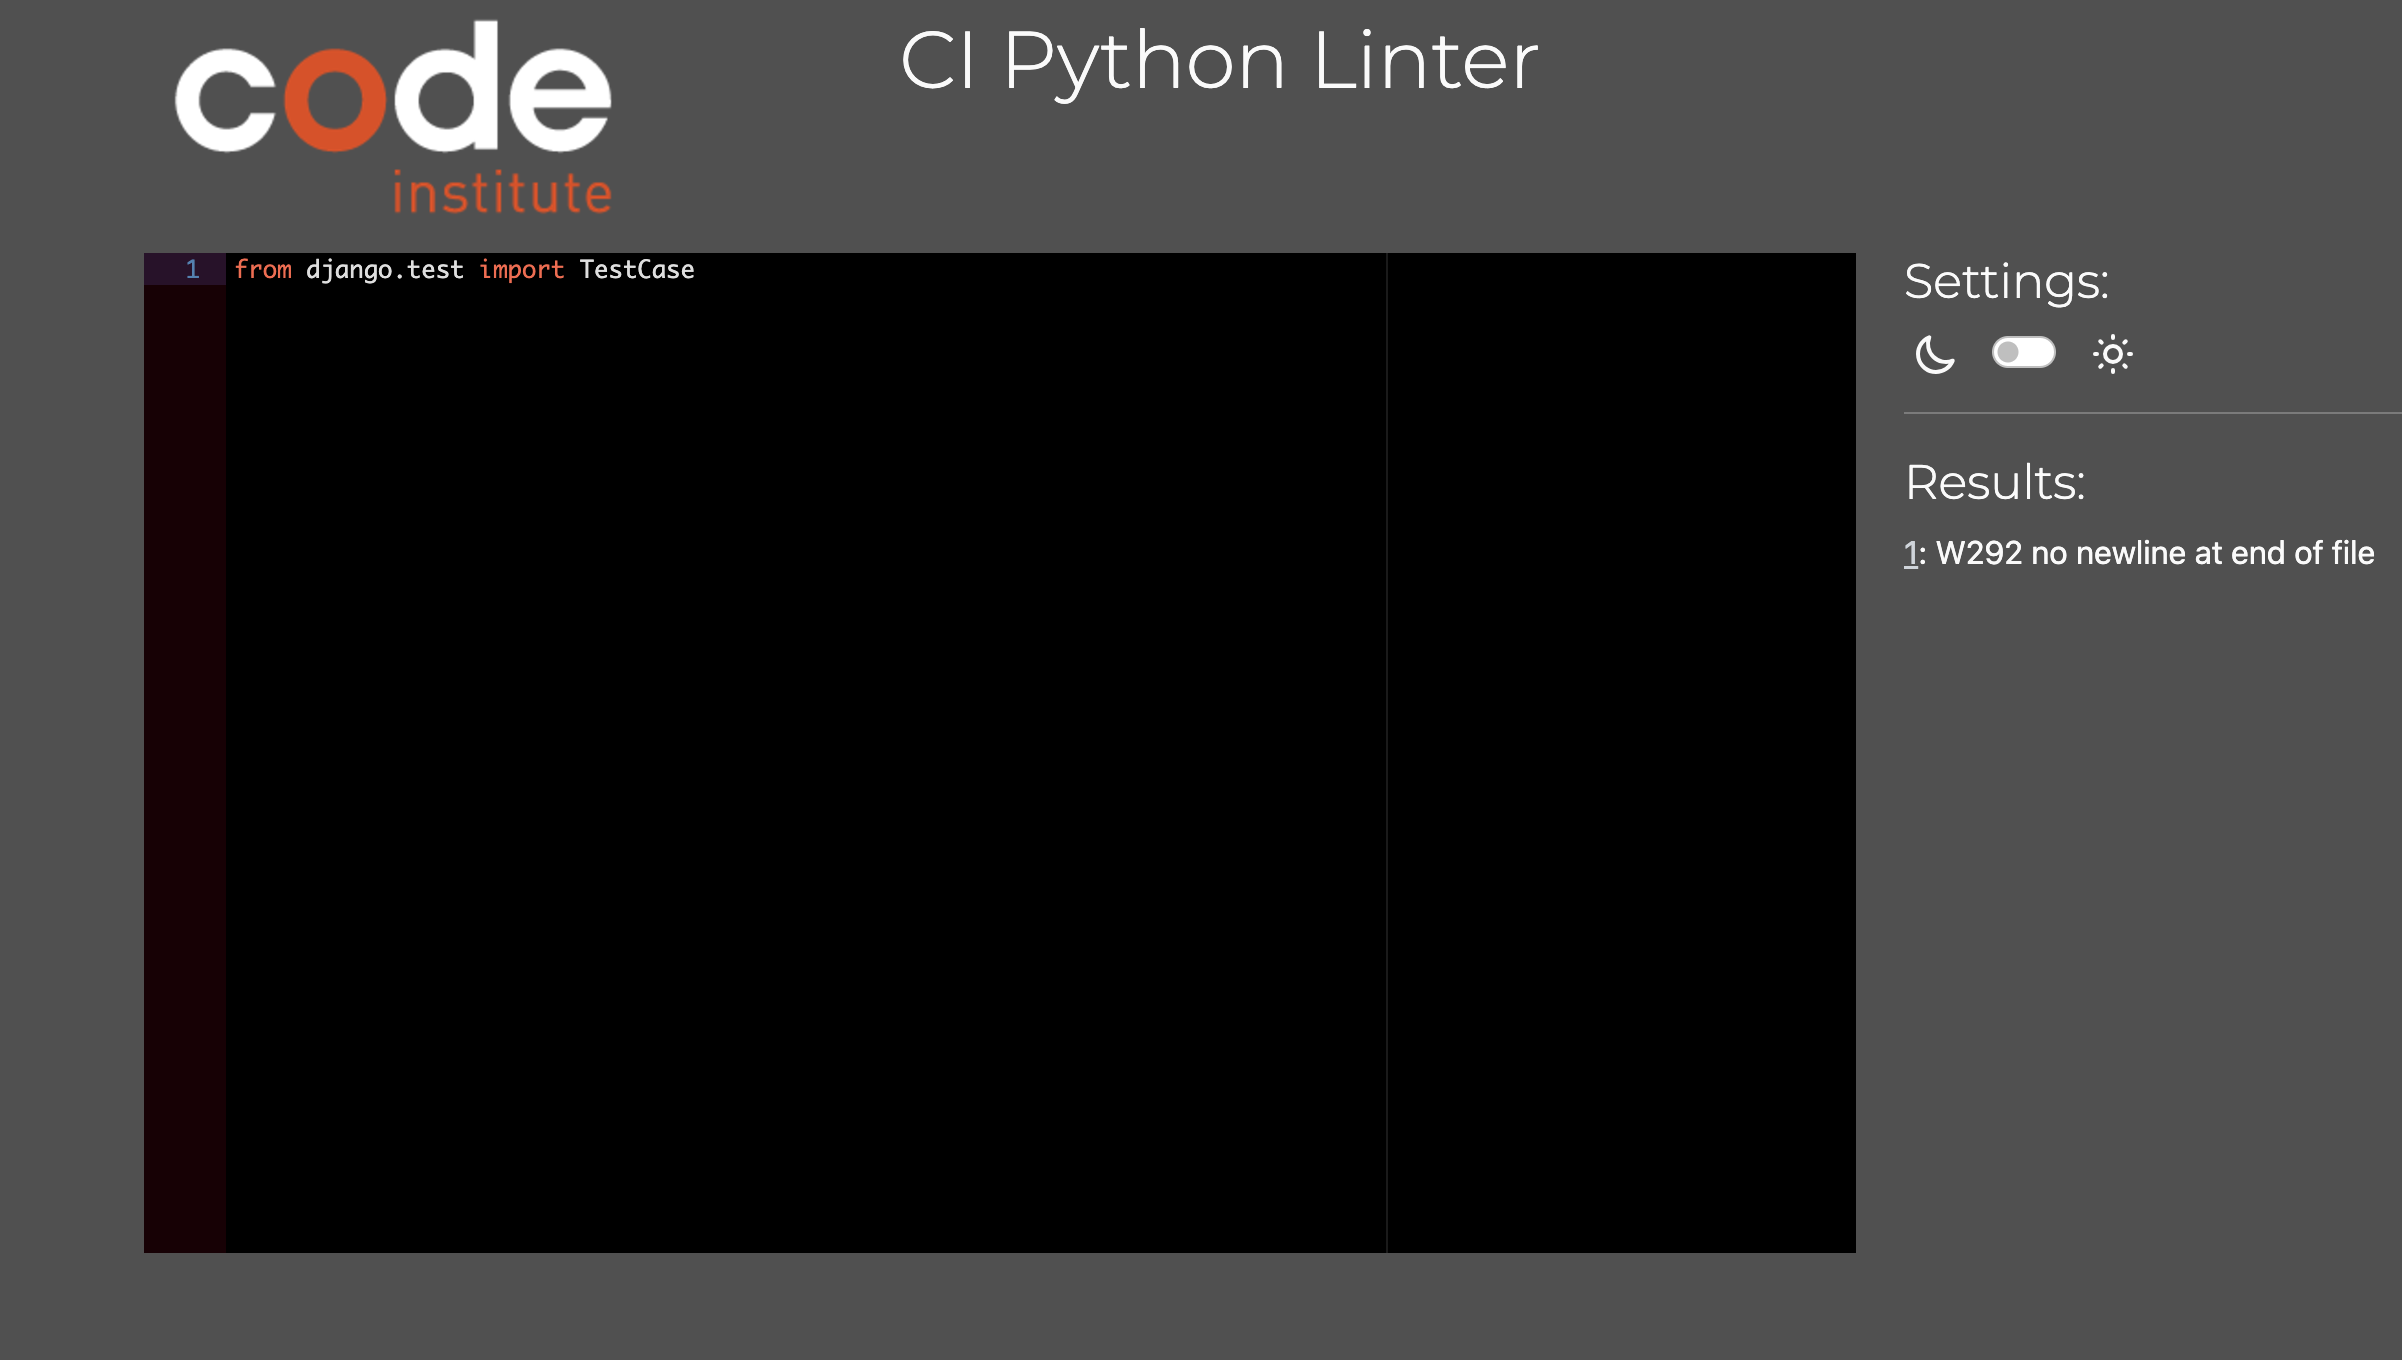 code
institute
CI Python Linter
1 from django.test import TestCase
Settings:
Results:
1: W292 no newline at end of file